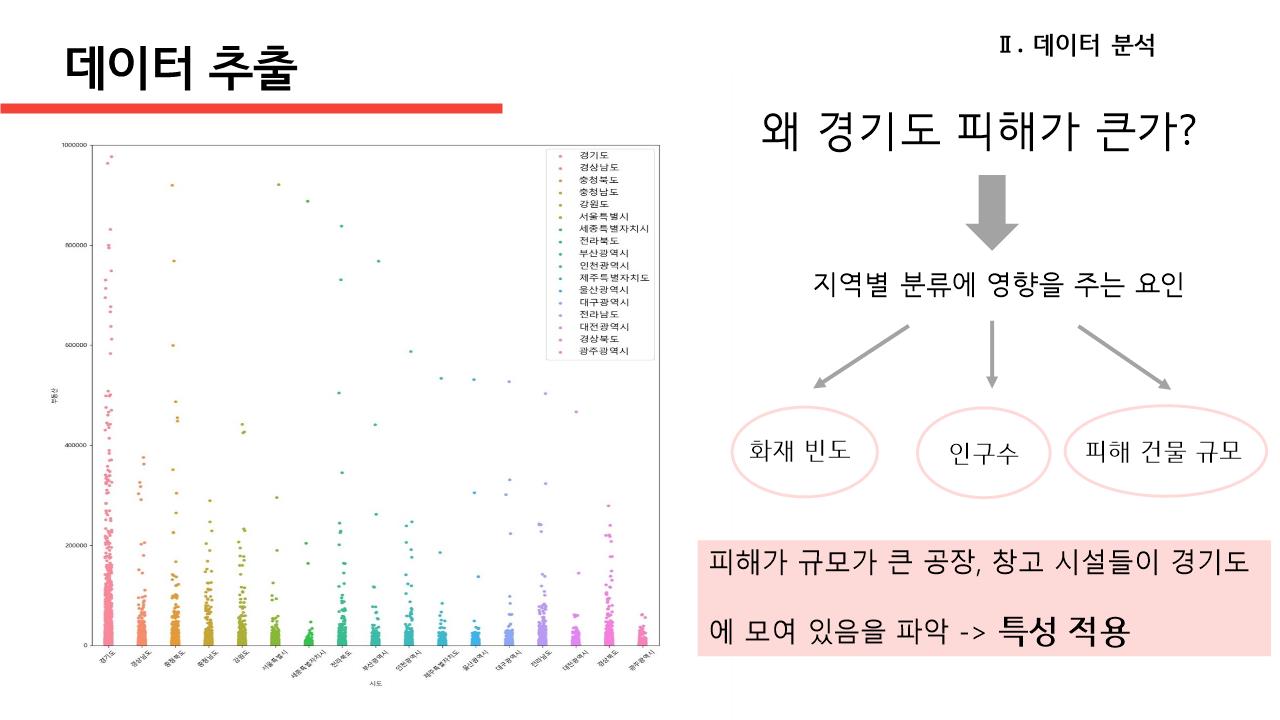 데이터 추출
Ⅱ. 데이터 분석
1000000
800000
600000
400000
200000
0
부동산
경기도
경상남도
충청북도
충청남도
강원도
서울특별시
세종특별자치시
전라북도
부산광역시
인천광역시
제주특별자치도
울산광역시
대구광역시
전라남도
대전광역시
경상북도
광주광역시
경기도
경상남도
충청북도
충청남도
강원도
서울특별시
세종특별자치시
전라북도
부산광역시
인천광역시
제주특별자치도
울산광역시
대구광역시
전라남도
대전광역시
경상북도
광주광역시
시도
왜 경기도 피해가 큰가?
지역별 분류에 영향을 주는 요인
화재 빈도
인구수
피해 건물 규모
피해가 규모가 큰 공장, 창고 시설들이 경기도
에 모여 있음을 파악 -> 특성 적용